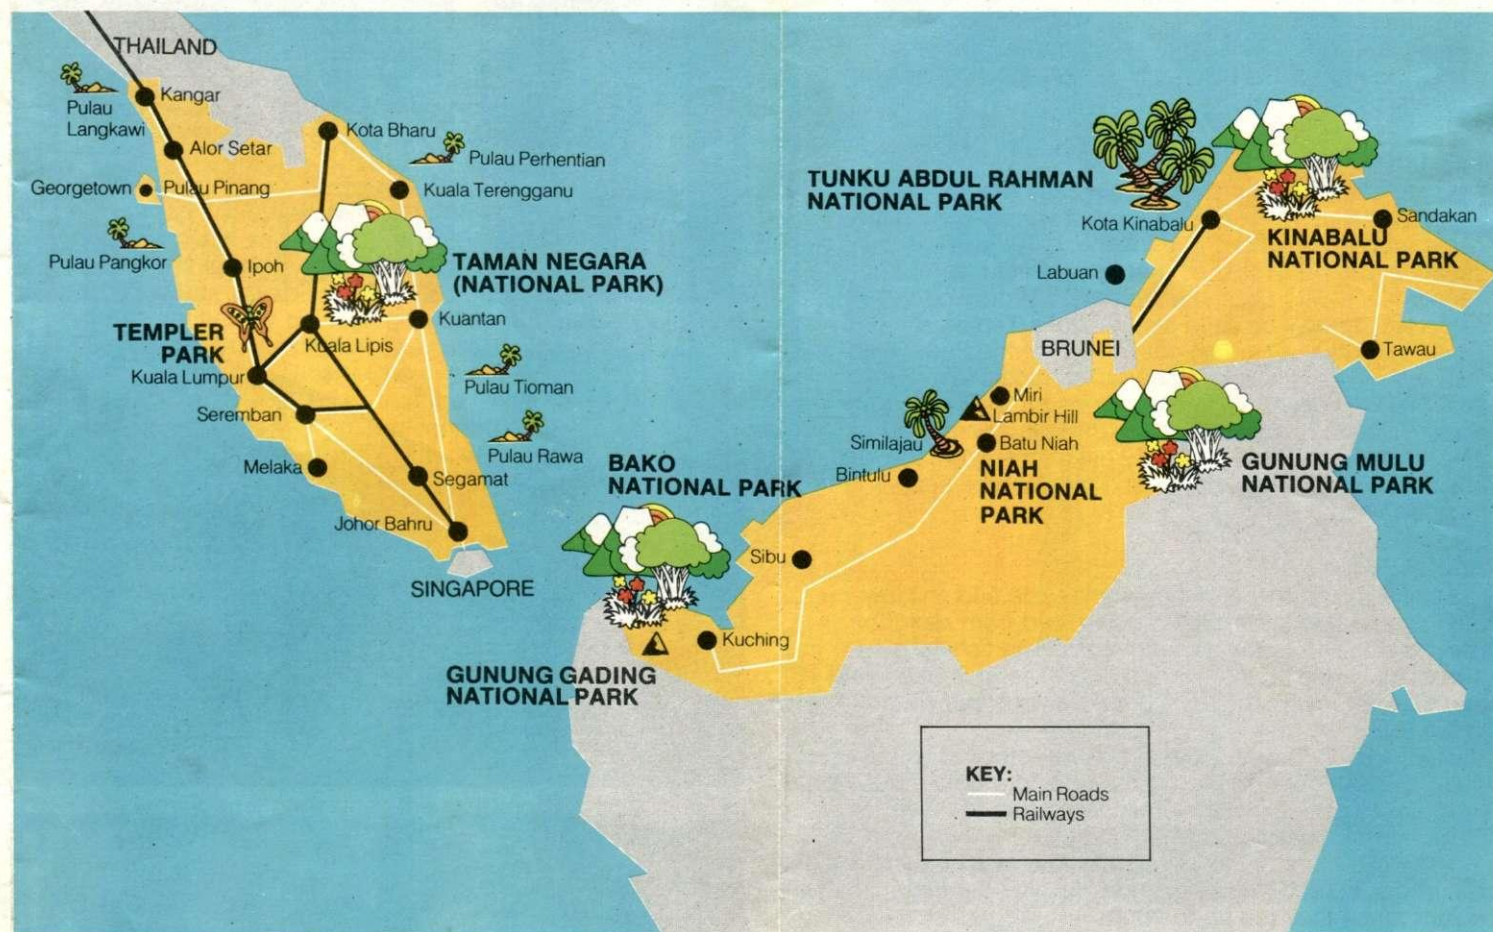 THAILAND
Kangar
Pulau
Langkawi
Alor Setar
Kota Bharu
Pulau Perhentian
Georgetown
Pulau Pinang
Kuala Terengganu
Pulau Pangkor
Ipoh
TAMAN NEGARA
(NATIONAL PARK)
Kuantan
TEMPLER
PARK
Kuala Lipis
Kuala Lumpur
Pulau Tioman
Seremban
Pulau Rawa
Melaka
Segamat
Johor Bahru
SINGAPORE
TUNKU ABDUL RAHMAN
NATIONAL PARK
Kota Kinabalu
Sandakan
KINABALU
NATIONAL PARK
Labuan
BRUNEI
Tawau
Miri
Lambir Hill
Similajau
Batu Niah
Bintulu
NIAH
NATIONAL
PARK
GUNUNG MULU
NATIONAL PARK
BAKO
NATIONAL PARK
Sibu
Kuching
GUNUNG GADING
NATIONAL PARK
KEY:
Main Roads
Railways